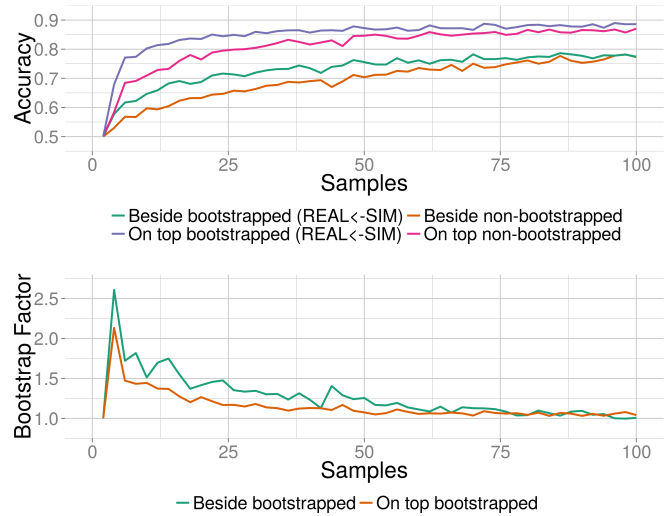 Accuracy
0.9
0.8
0.7
0.6
0.5
0 25 50 75 100
Samples
Beside bootstrapped (REAL<-SIM) Beside non-bootstrapped
On top bootstrapped (REAL<-SIM) On top non-bootstrapped
Bootstrap Factor
2.5
2.0
1.5
1.0
0 25 50 75 100
Samples
Beside bootstrapped On top bootstrapped